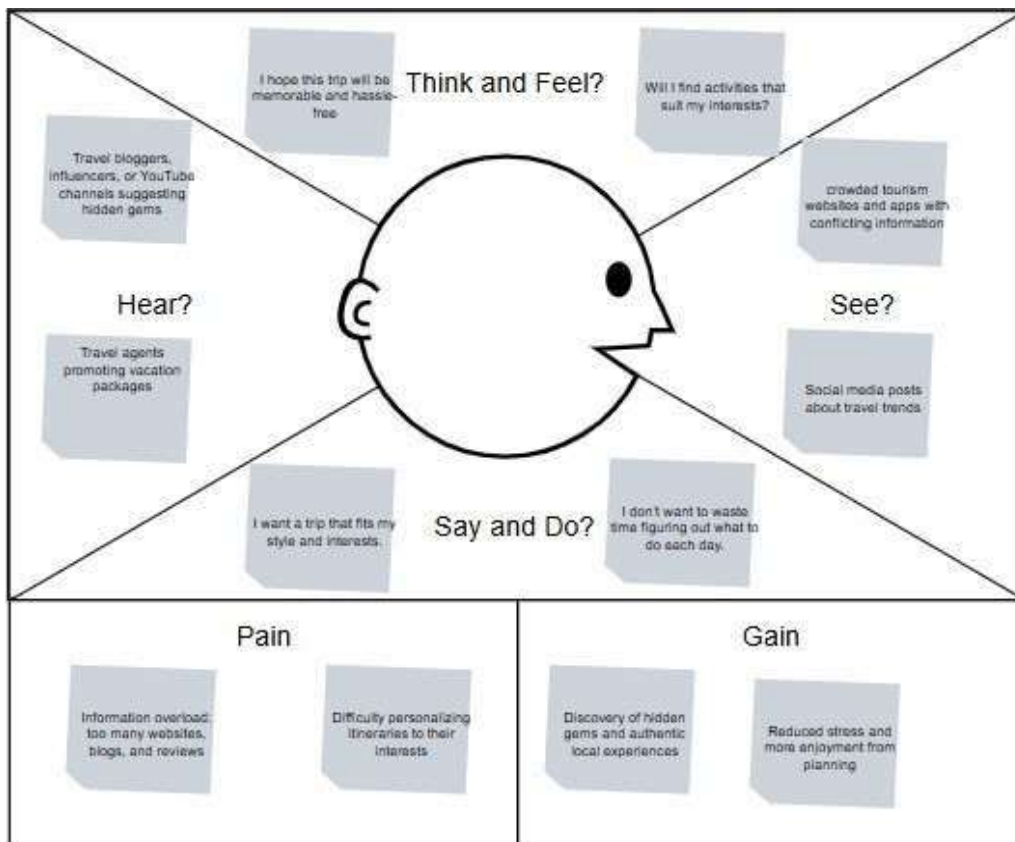 Think and Feel?
I hope this trip will be
memorable and hassle-
free
Will I find activities that
suit my interests?
Travel bloggers,
influencers, or YouTube
channels suggesting
hidden gems
crowded tourism
websites and apps with
conflicting information
Hear?
See?
Travel agents
promoting vacation
packages
Social media posts
about travel trends
I want a trip that fits my
style and interests.
Say and Do?
I don't want to waste
time figuring out what to
do each day.
Pain
Information overload:
too many websites,
blogs, and reviews
Difficulty personalizing
itineraries to their
interests
Gain
Discovery of hidden
gems and authentic
local experiences
Reduced stress and
more enjoyment from
planning